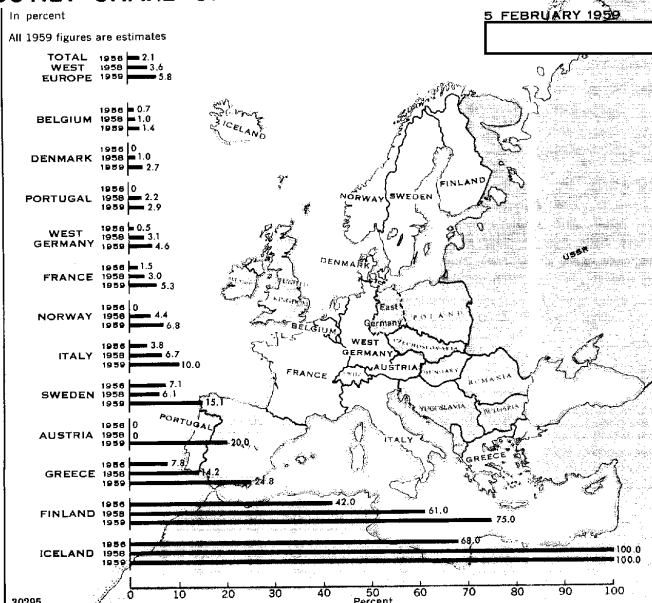 In percent
5 FEBRUARY 1959
All 1959 figures are estimates
TOTAL WEST EUROPE
1956 2.1
1958 3.6
1959 5.8
BELGIUM
1956 0.7
1958 1.0
1959 1.4
DENMARK
1956 0
1958 1.0
1959 2.7
PORTUGAL
1956 0
1958 2.2
1959 2.9
WEST GERMANY
1956 0.5
1958 3.1
1959 4.6
FRANCE
1956 1.5
1958 3.0
1959 5.3
NORWAY
1956 0
1958 4.4
1959 6.8
ITALY
1956 3.8
1958 6.7
1959 10.0
SWEDEN
1956 7.1
1958 6.1
1959 15.1
AUSTRIA
1956 0
1958 0
1959 20.0
GREECE
1956 7.8
1958 14.2
1959 24.8
FINLAND
1956 42.0
1958 61.0
1959 75.0
ICELAND
1956 68.0
1958 100.0
1959 100.0
0 10 20 30 40 50 60 70 80 90 100
Percent
30295
ICELAND
NORWAY
SWEDEN
FINLAND
USSR
DENMARK
UNITED
KINGDOM
BELGIUM
East
Germany
POLAND
WEST
GERMANY
CZECHOSLOVAKIA
FRANCE
AUSTRIA
HUNGARY
RUMANIA
YUGOSLAVIA
BULGARIA
PORTUGAL
ITALY
GREECE